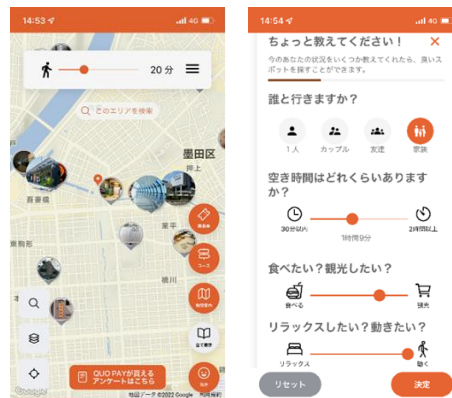 14:53
4G
20 分
このエリアを検索
墨田区
押上
吾妻橋
業平
東駒形
横川
コース
QUO PAYが買える
アンケートはこちら
Google
地図データ ©2022 Google
利用規約
14:54
4G
ちょっと教えてください！
今のあなたの状況をいくつか教えてくれたら、良いス
ポットを探すことができます。
誰と行きますか？
1人
カップル
友達
家族
空き時間はどれくらいあります
か？
30分以内
1時間9分
2時間以上
食べたい？観光したい？
食べる
観光
リラックスしたい？動きたい？
リラックス
動く
リセット
決定